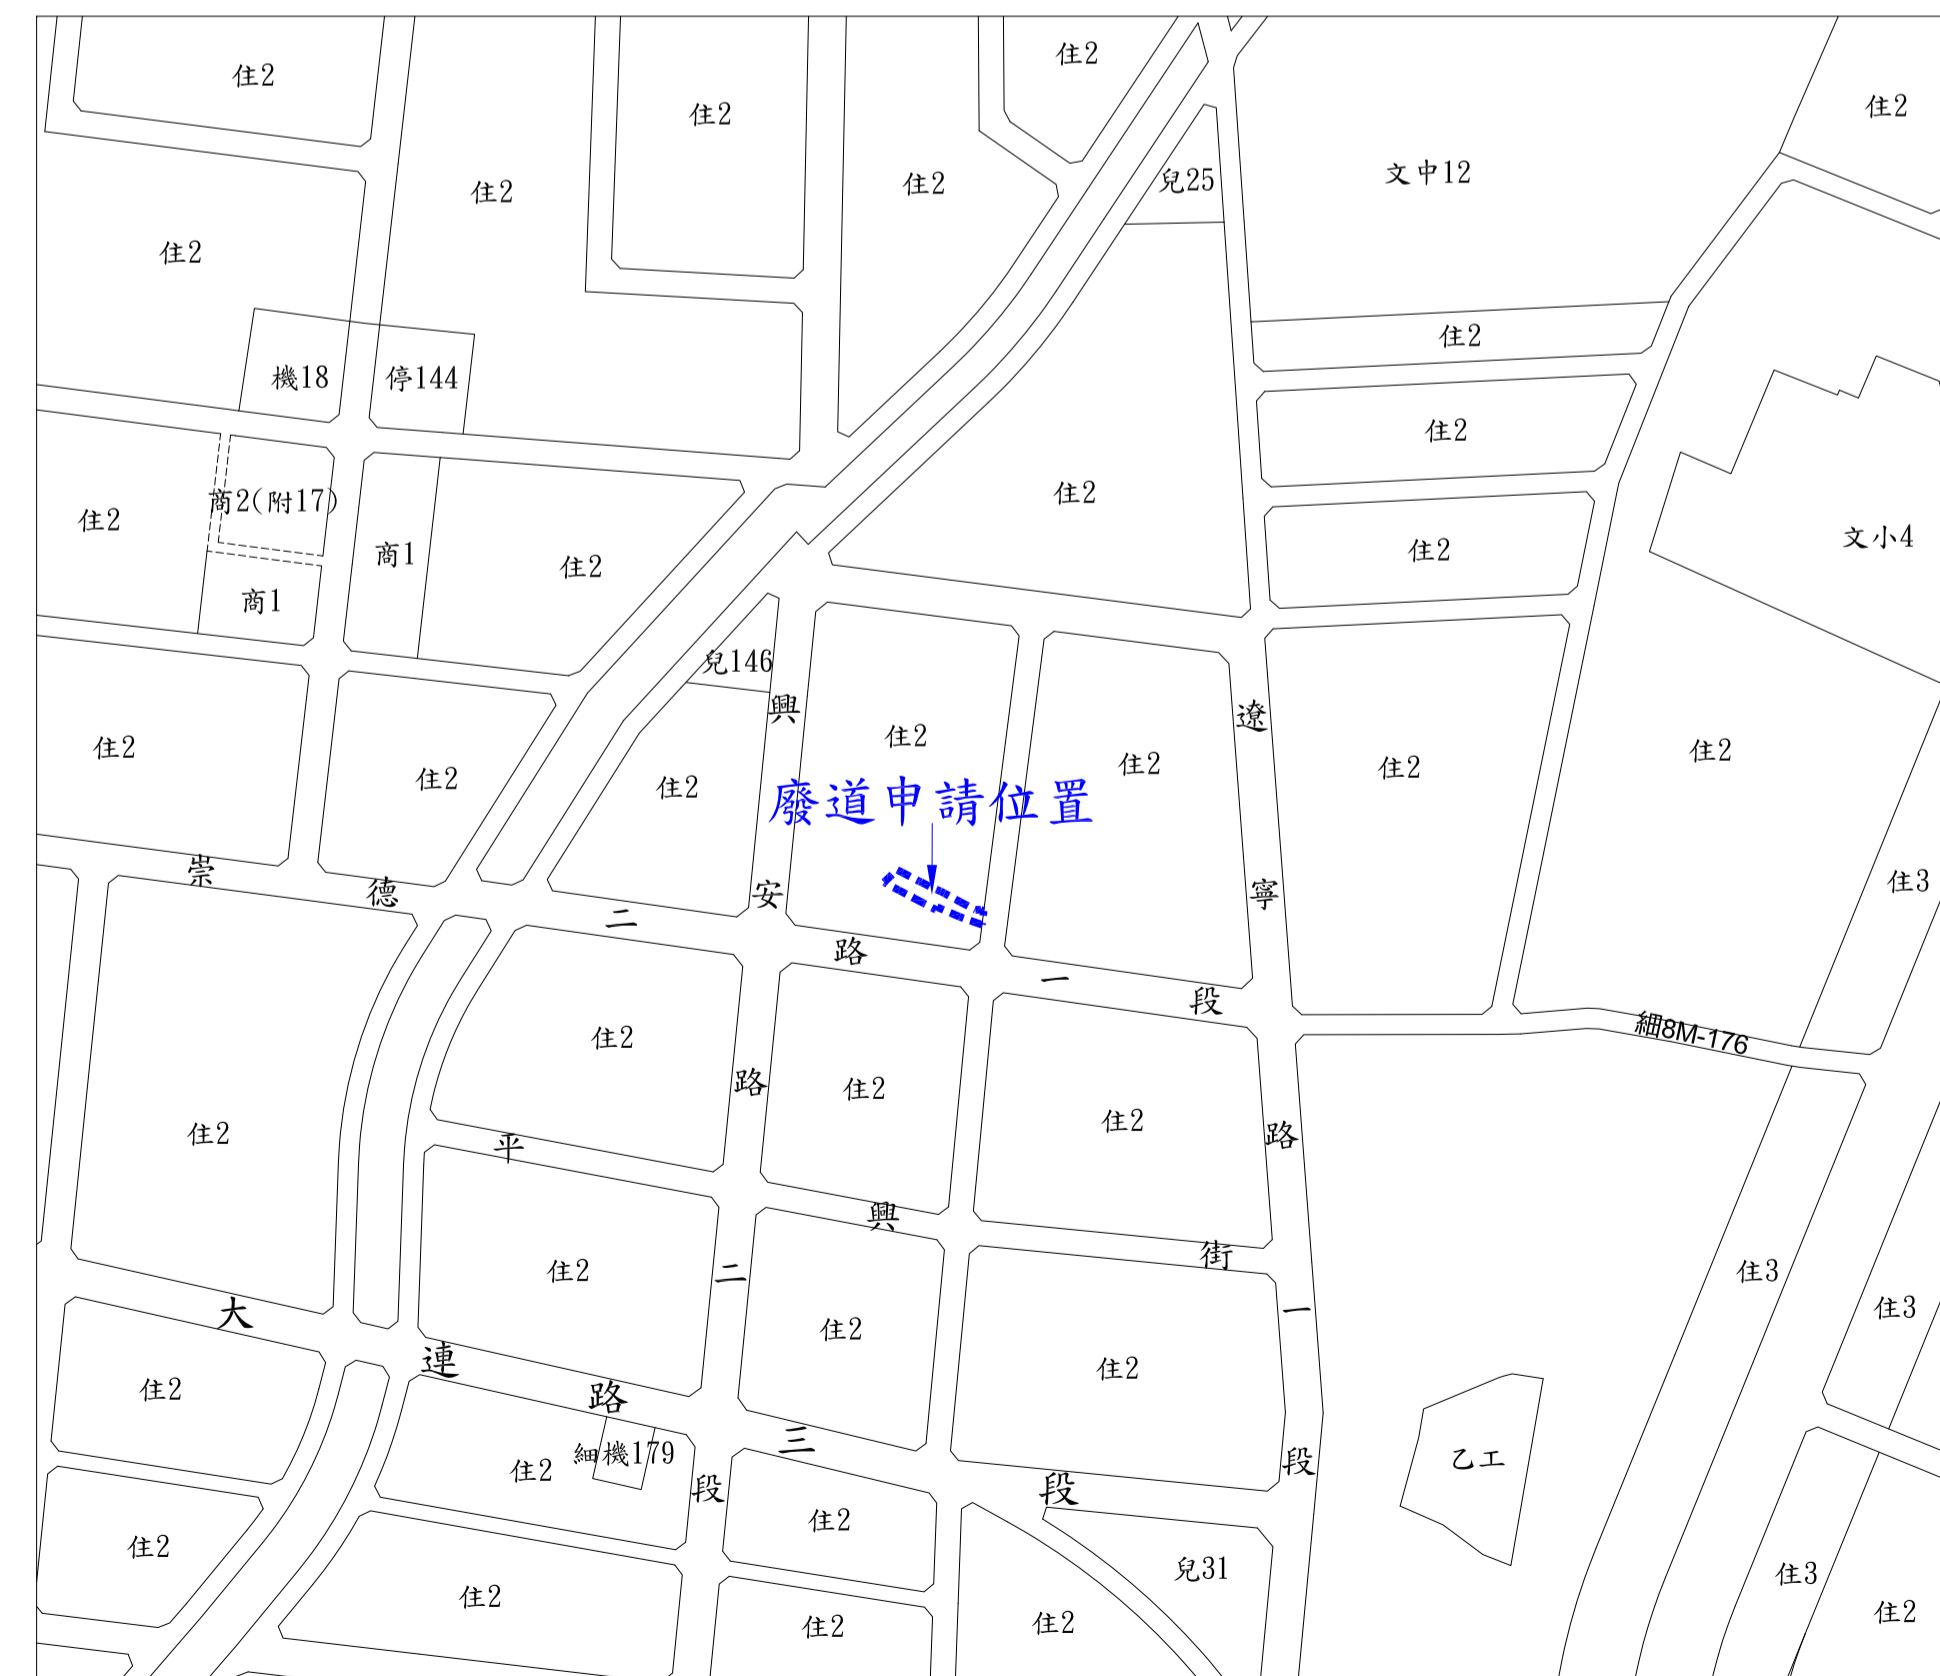 住2
住2
住2
住2
住2
兒25
文中12
住2
住2
住2
機18
停144
住2
住2
住2
商2(附17)
商1
住2
商1
住2
住2
文小4
兒146
住2
住2
住2
住2
住2
住2
住2
廢道申請位置
住3
興安路二段
遼寧路一段
崇德二路一段
細8M-176
住2
住2
住2
住2
平興街
住2
住2
住2
住3
住3
大連路三段
住2
住2
細機179
乙工
住2
住2
兒31
住3
住2
住2
住2
住2